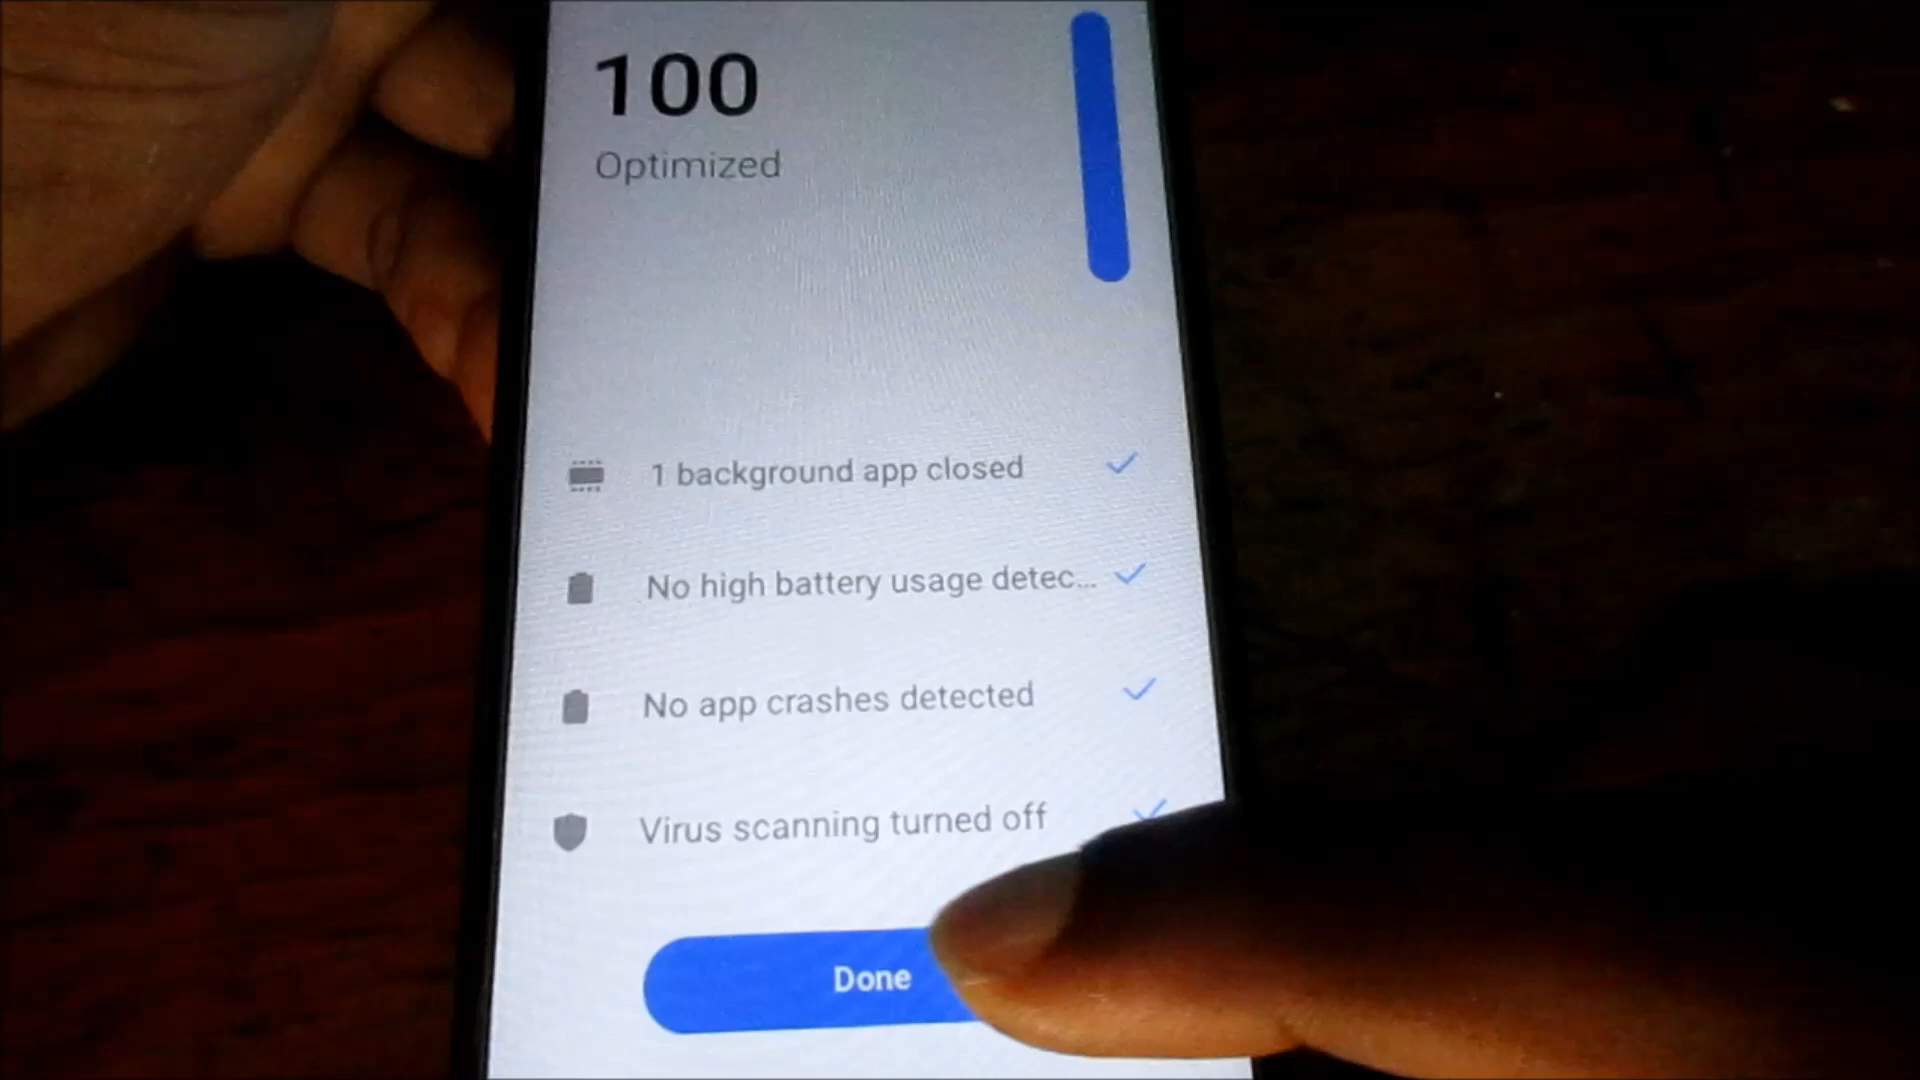 100
Optimized
1 background app closed
No high battery usage detec...
No app crashes detected
Virus scanning turned off
Done